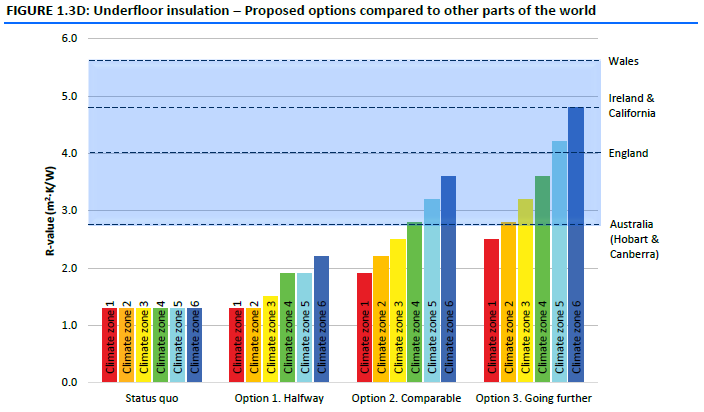 FIGURE 1.3D: Underfloor insulation – Proposed options compared to other parts of the world
6.0
5.0
4.0
3.0
2.0
1.0
0.0
R-value (m²·K/W)
Wales
Ireland &
California
England
Australia
(Hobart &
Canberra)
Climate zone 1
Climate zone 2
Climate zone 3
Climate zone 4
Climate zone 5
Climate zone 6
Climate zone 1
Climate zone 2
Climate zone 3
Climate zone 4
Climate zone 5
Climate zone 6
Climate zone 1
Climate zone 2
Climate zone 3
Climate zone 4
Climate zone 5
Climate zone 6
Climate zone 1
Climate zone 2
Climate zone 3
Climate zone 4
Climate zone 5
Climate zone 6
Status quo
Option 1. Halfway
Option 2. Comparable
Option 3. Going further